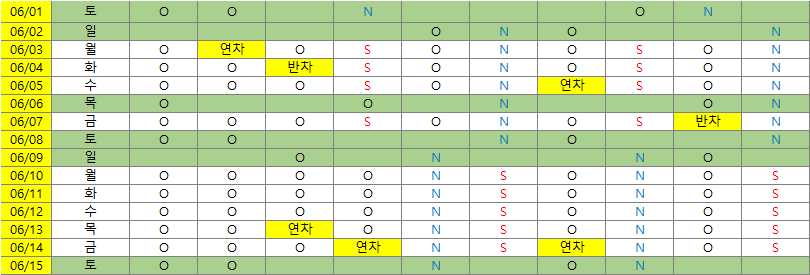 06/01 토 O O N O N
06/02 일 O N O N
06/03 월 O 연차 O S O N O S O N
06/04 화 O O 반차 S O N O S O N
06/05 수 O O O S O N 연차 S O N
06/06 목 O O N O N
06/07 금 O O O S O N O S 반차 N
06/08 토 O O N O N
06/09 일 O N N O
06/10 월 O O O O N S O N O S
06/11 화 O O O O N S O N O S
06/12 수 O O O O N S O N O S
06/13 목 O O 연차 O N S O N O S
06/14 금 O O O 연차 N S 연차 N O S
06/15 토 O O N O N